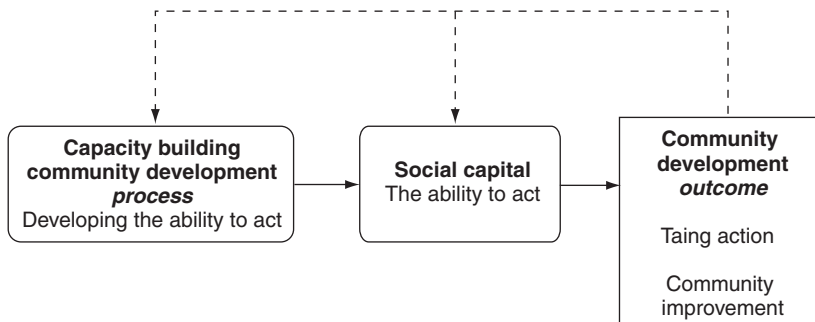 Capacity building
community development
process
Developing the ability to act
Social capital
The ability to act
Community
development
outcome
Taing action
Community
improvement